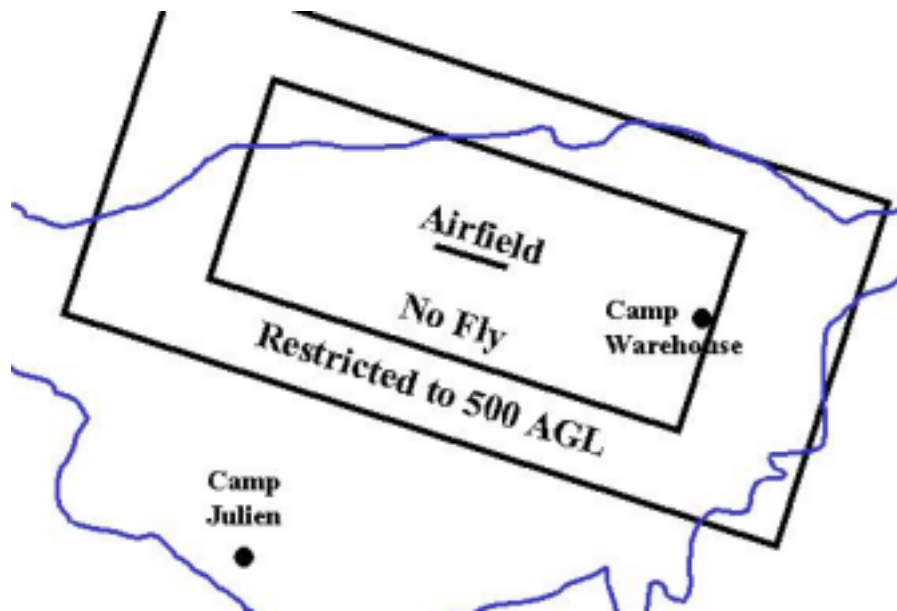 Airfield
No Fly
Camp
Warehouse
Restricted to 500 AGL
Camp
Julien